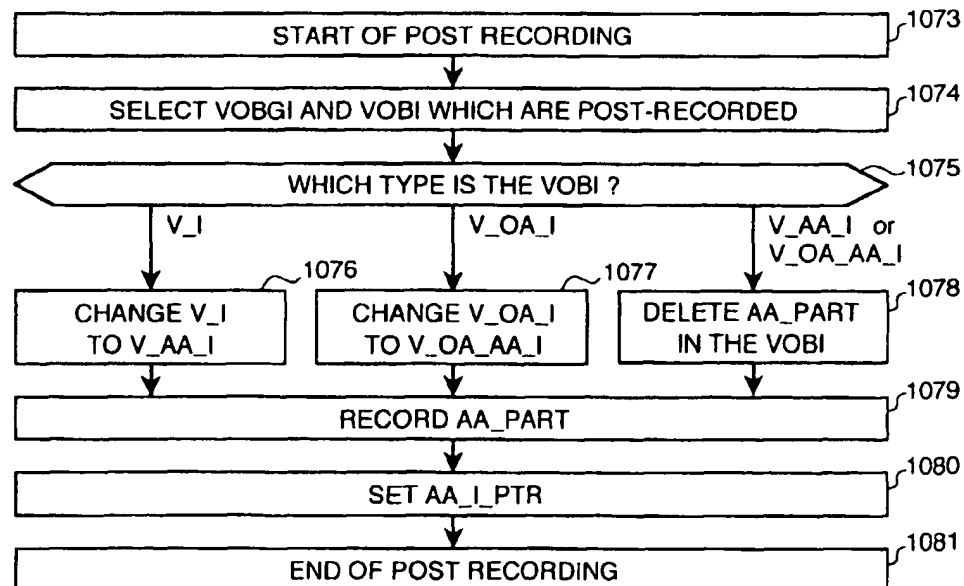 START OF POST RECORDING
1073
SELECT VOBGI AND VOBI WHICH ARE POST-RECORDED
1074
WHICH TYPE IS THE VOBI ?
1075
V_I
V_OA_I
V_AA_I or
V_OA_AA_I
1076
CHANGE V_I
TO V_AA_I
1077
CHANGE V_OA_I
TO V_OA_AA_I
1078
DELETE AA_PART
IN THE VOBI
1079
RECORD AA_PART
1080
SET AA_I_PTR
1081
END OF POST RECORDING